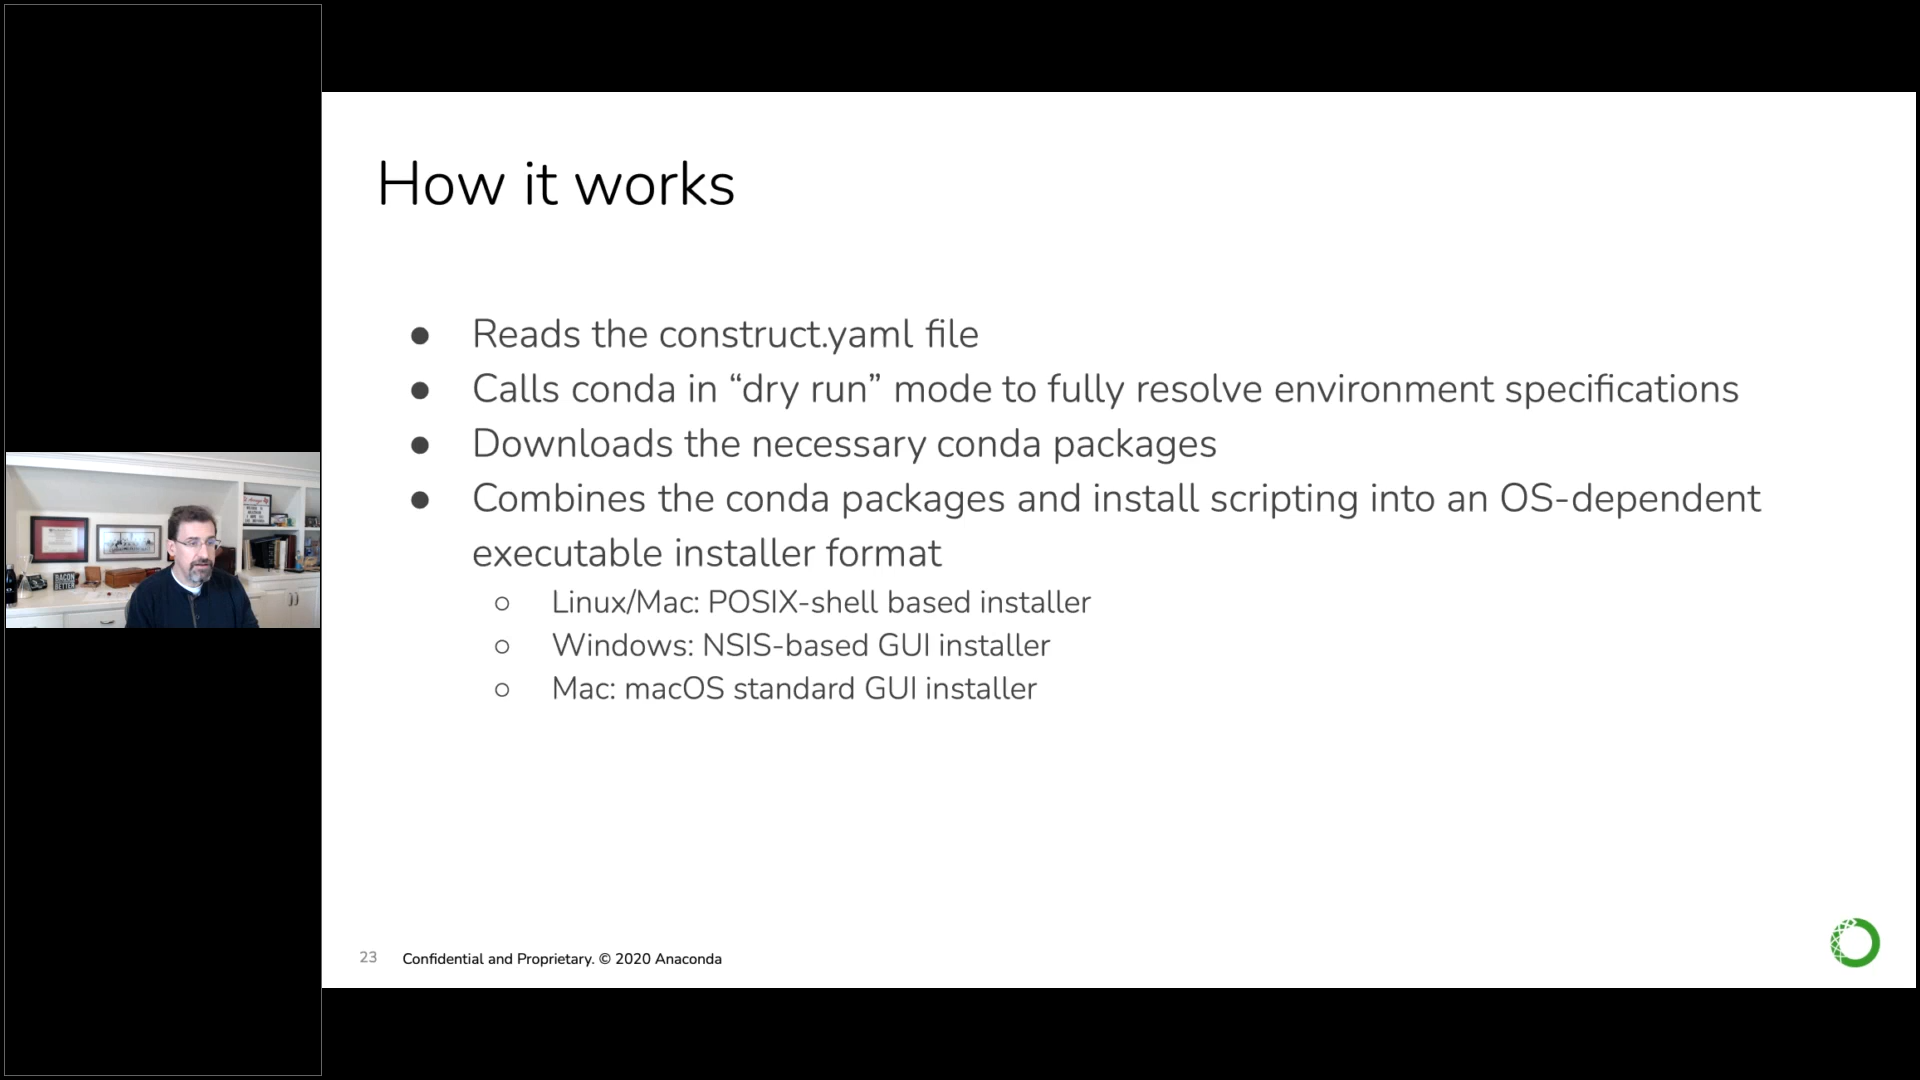 How it works
● Reads the construct.yaml file
● Calls conda in “dry run” mode to fully resolve environment specifications
● Downloads the necessary conda packages
● Combines the conda packages and install scripting into an OS-dependent
executable installer format
○ Linux/Mac: POSIX-shell based installer
○ Windows: NSIS-based GUI installer
○ Mac: macOS standard GUI installer
BACON
BETTER
23 Confidential and Proprietary. © 2020 Anaconda